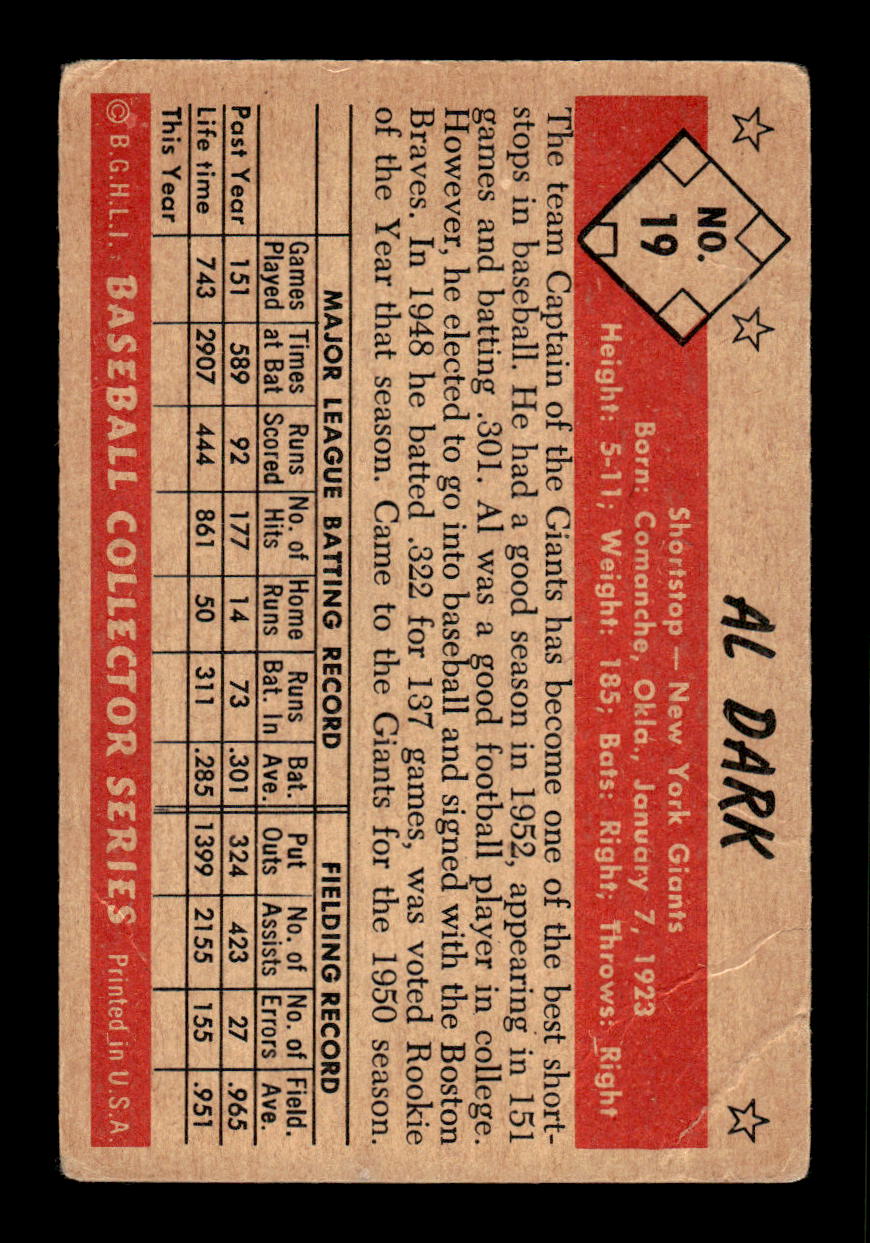 AL DARK
NO.
19
Shortstop — New York Giants
Born: Comanche, Okla., January 7, 1923
Height: 5-11; Weight: 185; Bats: Right; Throws: Right
The team Captain of the Giants has become one of the best short-
stops in baseball. He had a good season in 1952, appearing in 151
games and batting .301. Al was a good football player in college.
However, he elected to go into baseball and signed with the Boston
Braves. In 1948 he batted .322 for 137 games, was voted Rookie
of the Year that season. Came to the Giants for the 1950 season.
MAJOR LEAGUE BATTING RECORD FIELDING RECORD
Games Times Runs No. of Home Runs Bat. Put No. of No. of Field.
Played at Bat Scored Hits Runs Bat. In Ave. Outs Assists Errors Ave.
Past Year 151 589 92 177 14 73 .301 324 423 27 .965
Life time 743 2907 444 861 50 311 .285 1399 2155 155 .951
This Year
© B.G.H.L.I. BASEBALL COLLECTOR SERIES Printed in U.S.A.